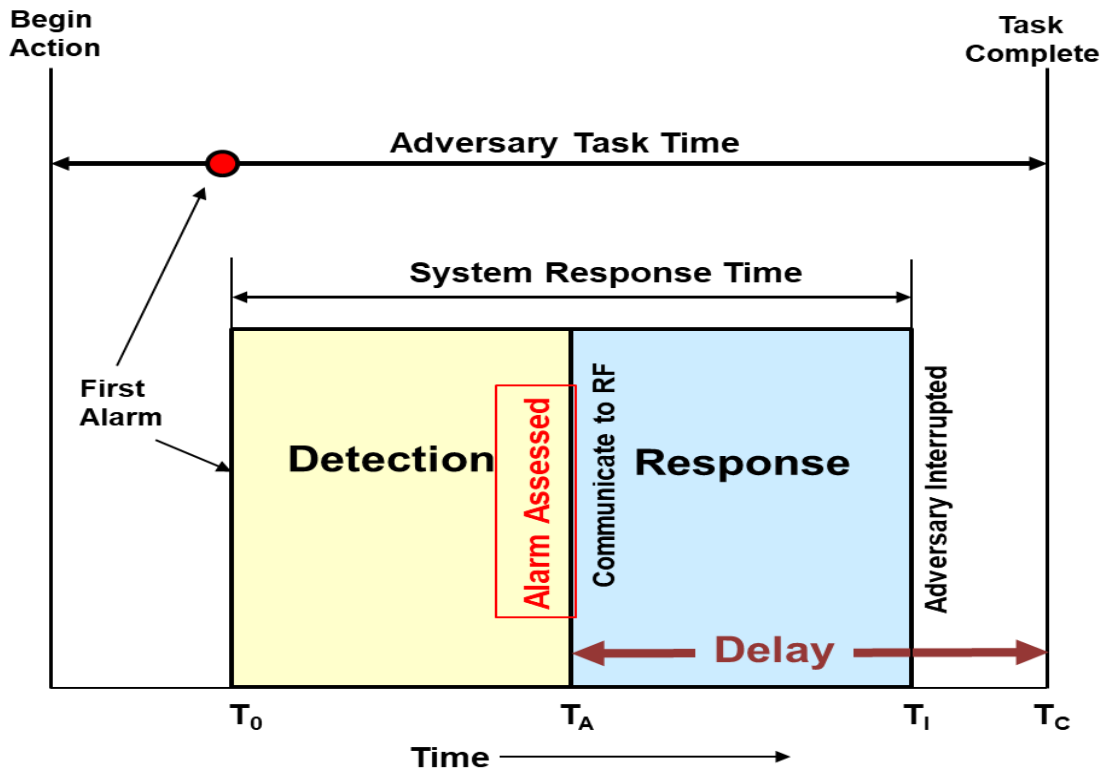 Begin
Action
Task
Complete
Adversary Task Time
System Response Time
First
Alarm
Detection
Alarm Assessed
Communicate to RF
Response
Adversary Interrupted
Delay
T0
TA
TI
TC
Time